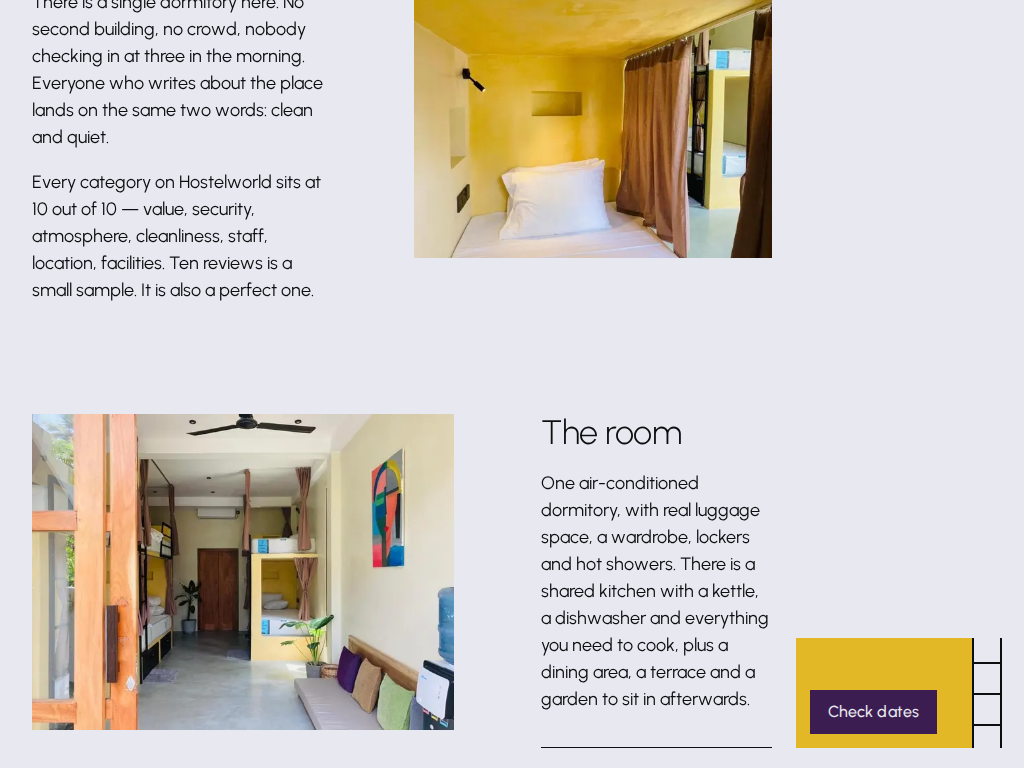 There is a single dormitory here. No
second building, no crowd, nobody
checking in at three in the morning.
Everyone who writes about the place
lands on the same two words: clean
and quiet.
Every category on Hostelworld sits at
10 out of 10 — value, security,
atmosphere, cleanliness, staff,
location, facilities. Ten reviews is a
small sample. It is also a perfect one.
The room
One air-conditioned
dormitory, with real luggage
space, a wardrobe, lockers
and hot showers. There is a
shared kitchen with a kettle,
a dishwasher and everything
you need to cook, plus a
dining area, a terrace and a
garden to sit in afterwards.
Check dates